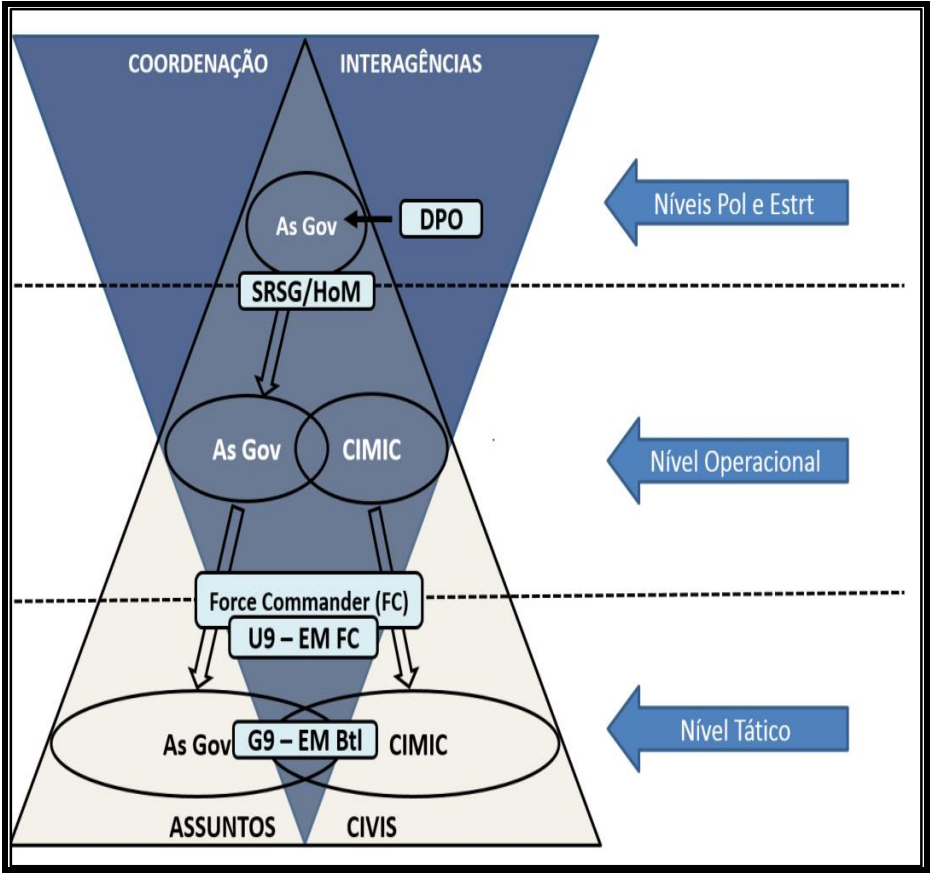 COORDENAÇÃO INTERAGÊNCIAS
As Gov
DPO
Níveis Pol e Estrt
SRSG/HoM
As Gov
CIMIC
Nível Operacional
Force Commander (FC)
U9 – EM FC
As Gov
G9 – EM Btl
CIMIC
Nível Tático
ASSUNTOS CIVIS